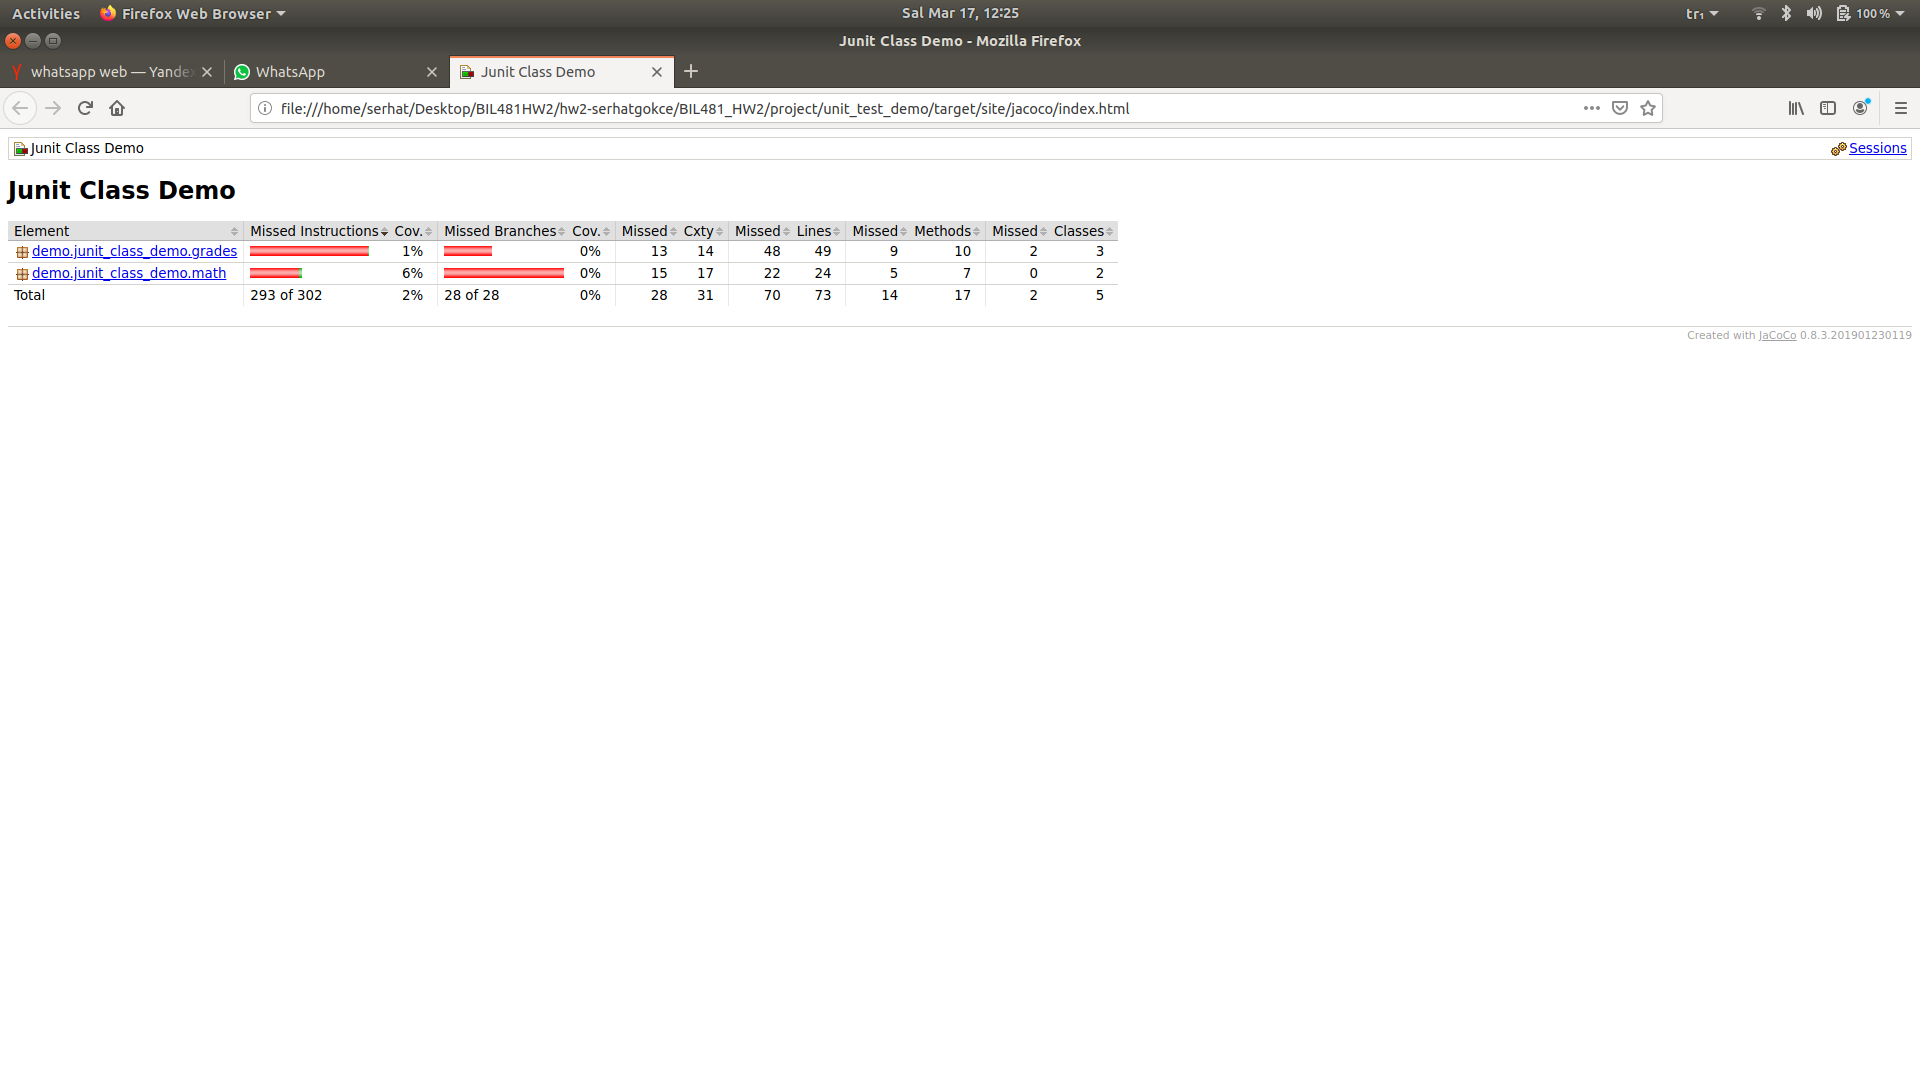 Activities Firefox Web Browser Sal Mar 17, 12:25 tr₁ 100 %
Junit Class Demo - Mozilla Firefox
whatsapp web — Yande WhatsApp Junit Class Demo
file:///home/serhat/Desktop/BIL481HW2/hw2-serhatgokce/BIL481_HW2/project/unit_test_demo/target/site/jacoco/index.html
Junit Class Demo Sessions
Junit Class Demo
Element Missed Instructions Cov. Missed Branches Cov. Missed Cxty Missed Lines Missed Methods Missed Classes
demo.junit_class_demo.grades 1% 0% 13 14 48 49 9 10 2 3
demo.junit_class_demo.math 6% 0% 15 17 22 24 5 7 0 2
Total 293 of 302 2% 28 of 28 0% 28 31 70 73 14 17 2 5
Created with JaCoCo 0.8.3.201901230119